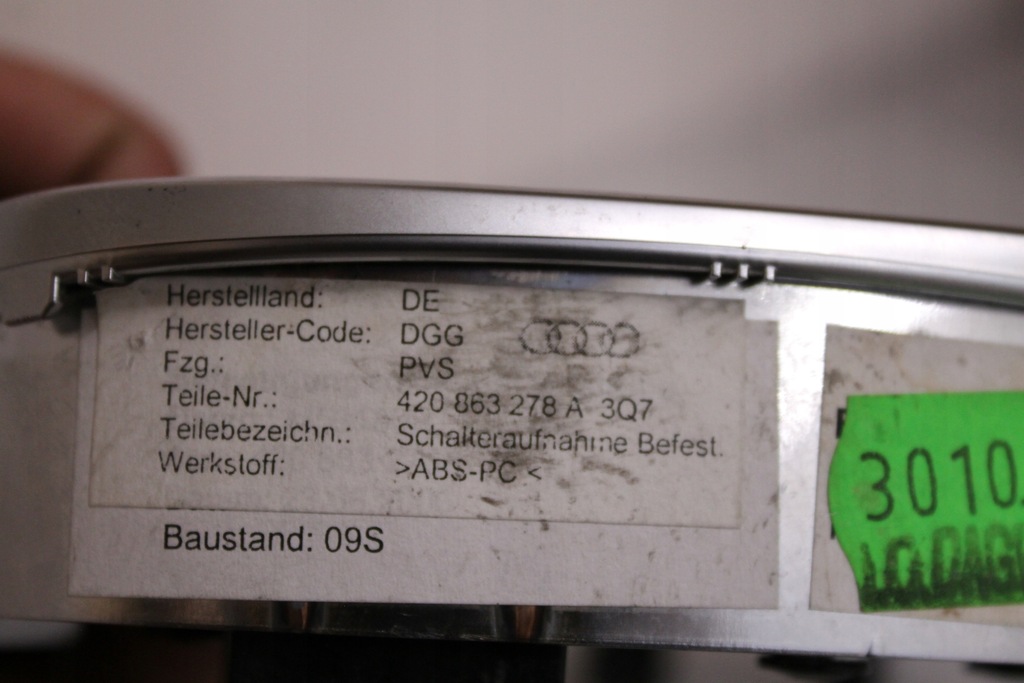 Herstellland: DE
Hersteller-Code: DGG
Fzg.: PVS
Teile-Nr.: 420 863 278 A 3Q7
Teilebezeichn.: Schalteraufnahme Befest.
Werkstoff: >ABS-PC <
Baustand: 09S
3010